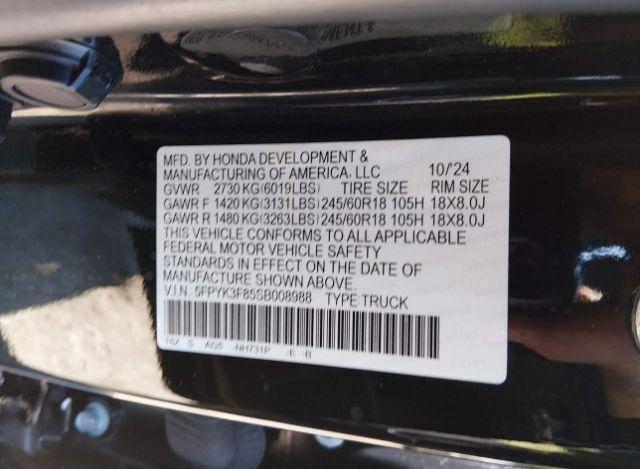 MFD. BY HONDA DEVELOPMENT &
MANUFACTURING OF AMERICA, LLC 10/'24
GVWR 2730 KG(6019LBS) TIRE SIZE RIM SIZE
GAWR F 1420 KG(3131LBS) 245/60R18 105H 18X8.0J
GAWR R 1480 KG(3263LBS) 245/60R18 105H 18X8.0J
THIS VEHICLE CONFORMS TO ALL APPLICABLE
FEDERAL MOTOR VEHICLE SAFETY
STANDARDS IN EFFECT ON THE DATE OF
MANUFACTURE SHOWN ABOVE.
V.I.N. 5FPYK3F85SB008988 TYPE:TRUCK
NH731P -E -B